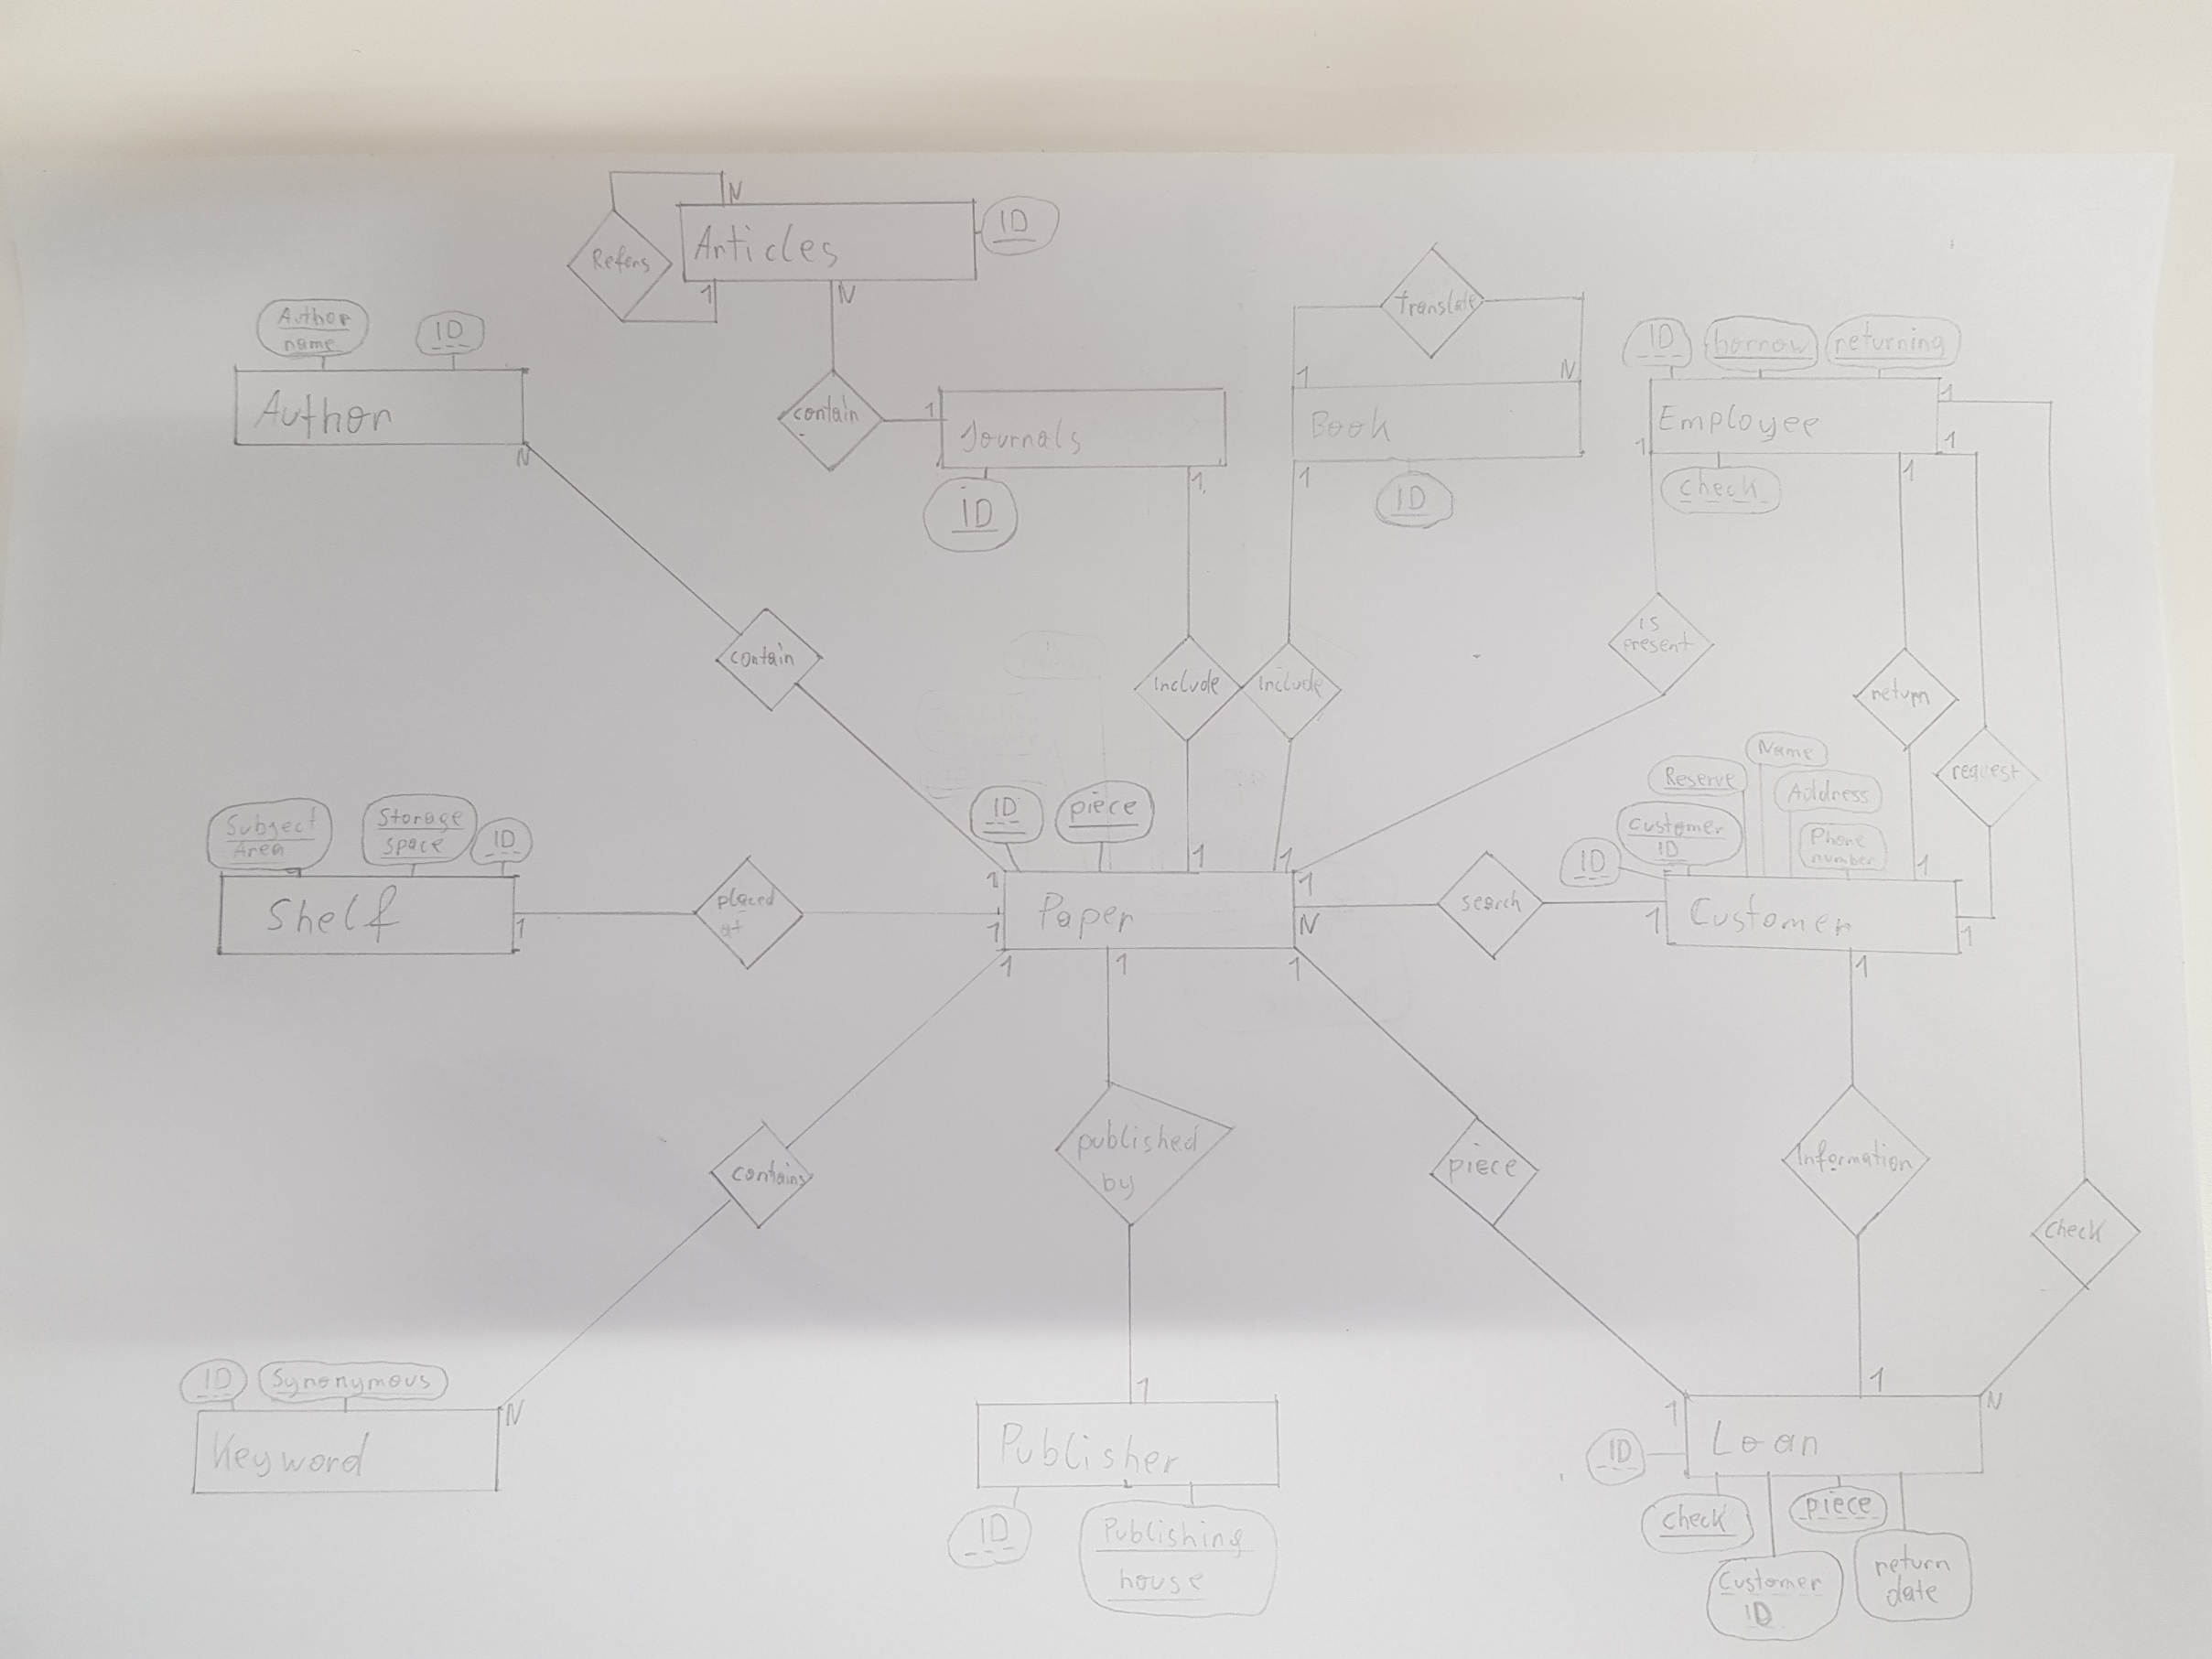 N
Articles
ID
Refers
1
N
Author
name
ID
Author
N
contain
1
Journals
ID
1
translate
1
N
Book
1
ID
ID
borrow
returning
Employee
1
1
1
1
check
contain
include
include
is
present
return
request
Subject
Area
Storage
space
ID
Shelf
1
placed
at
ID
piece
1
1
1
1
1
Paper
N
1
1
1
search
Name
Reserve
Address
Customer
ID
Phone
number
ID
1
1
Customer
1
1
contains
published
by
piece
Information
check
ID
Synonymous
N
Keyword
1
Publisher
ID
Publishing
house
1
1
N
Loan
ID
check
piece
Customer
ID
return
date